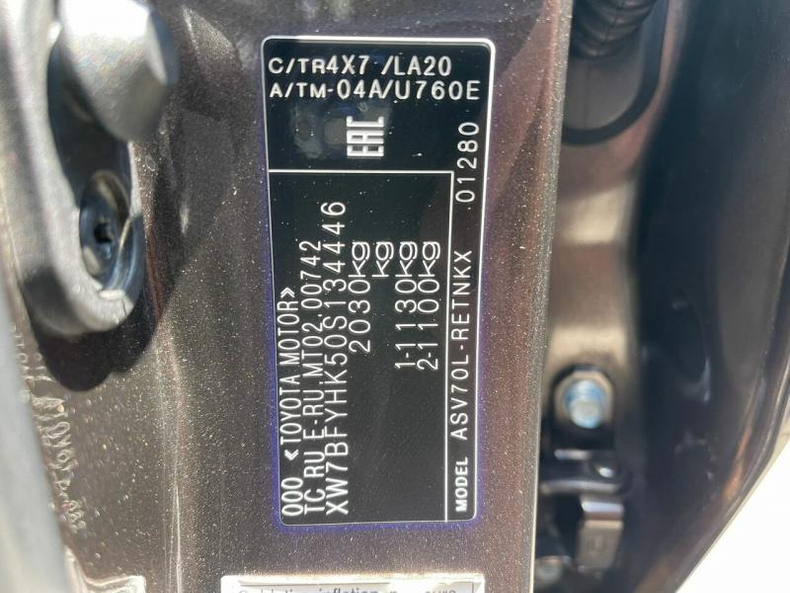 C/TR4X7 /LA20
A/TM-04A/U760E
EAC
ООО «TOYOTA MOTOR»
TC RU E-RU.MT02.00742
XW7BFYHK50S134446
2030kg
kg
1-1130kg
2-1100kg
MODEL ASV70L-RETNKX 01280